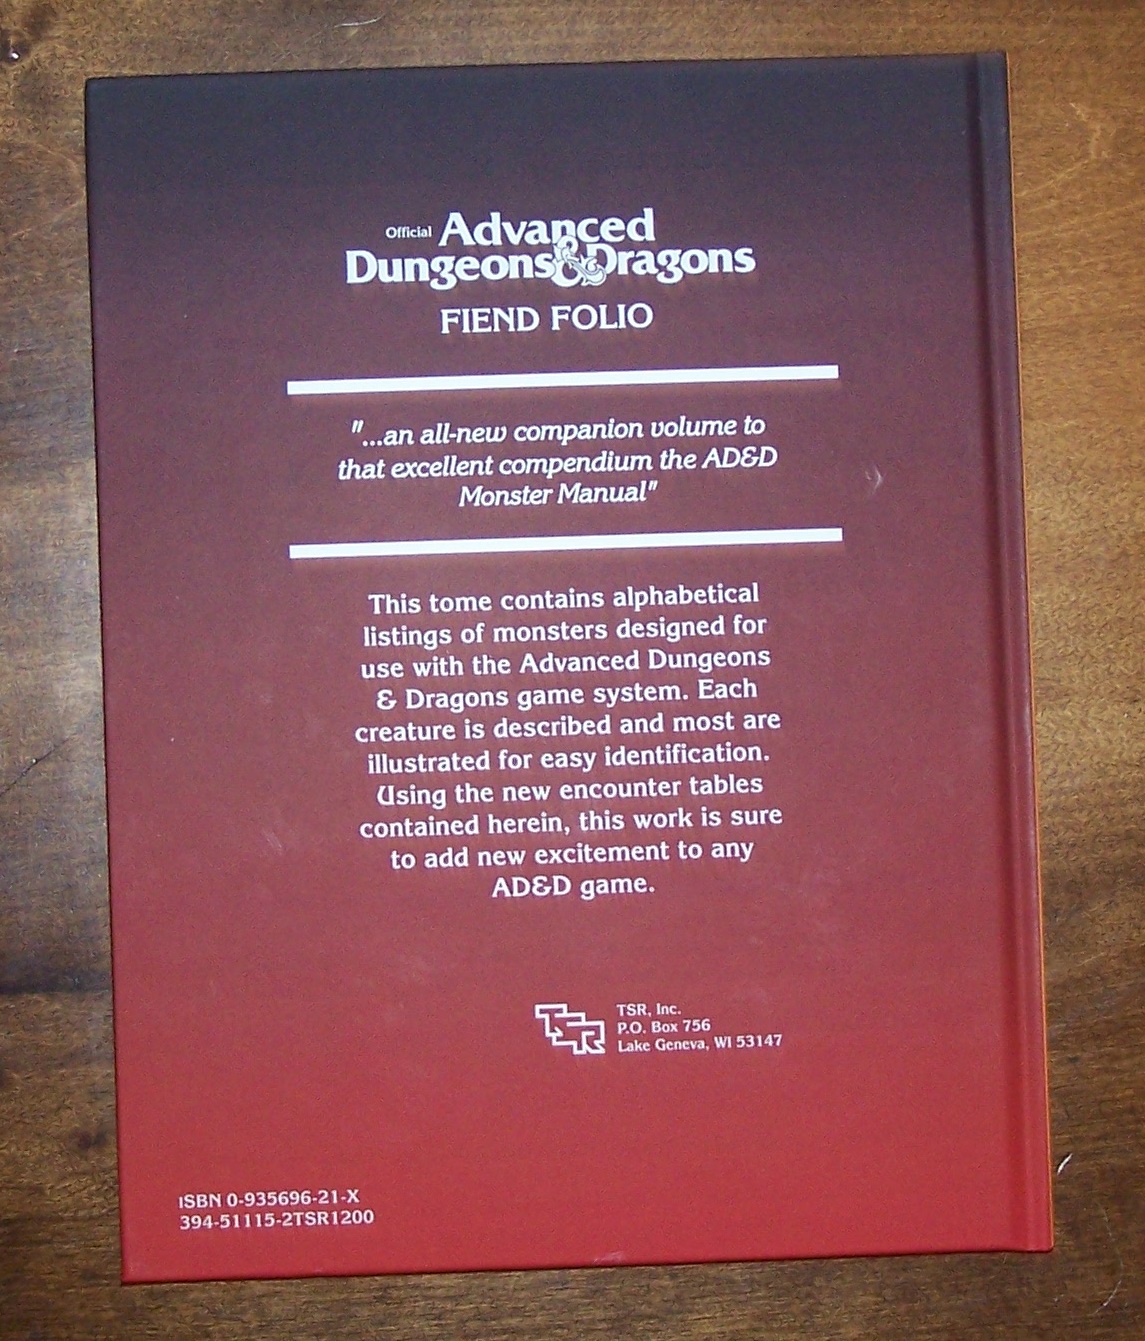 Official Advanced
Dungeons & Dragons
FIEND FOLIO
"...an all-new companion volume to
that excellent compendium the AD&D
Monster Manual"
This tome contains alphabetical
listings of monsters designed for
use with the Advanced Dungeons
& Dragons game system. Each
creature is described and most are
illustrated for easy identification.
Using the new encounter tables
contained herein, this work is sure
to add new excitement to any
AD&D game.
TSR
TSR, Inc.
P.O. Box 756
Lake Geneva, WI 53147
ISBN 0-935696-21-X
394-51115-2TSR1200